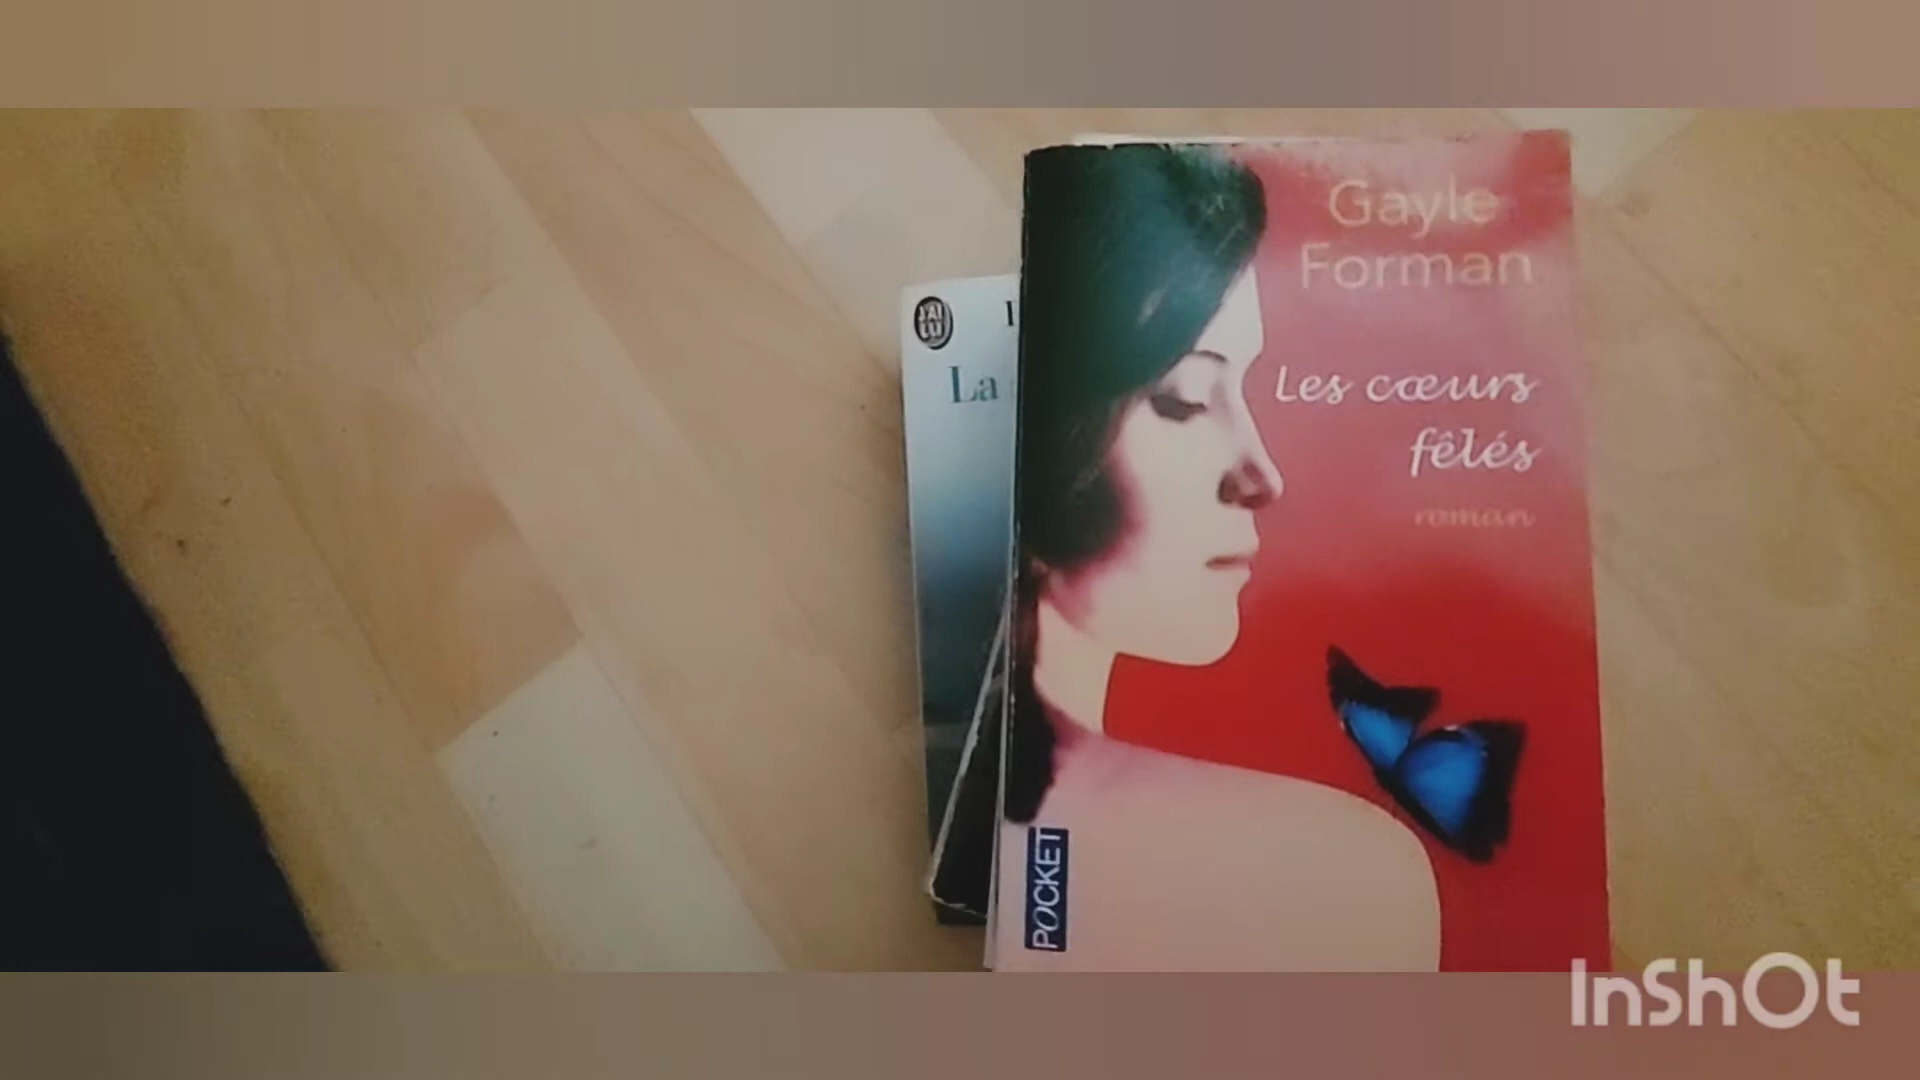 Gayle
Forman
Les cœurs
fêlés
roman
J'AI
LU
La
POCKET
InShOt